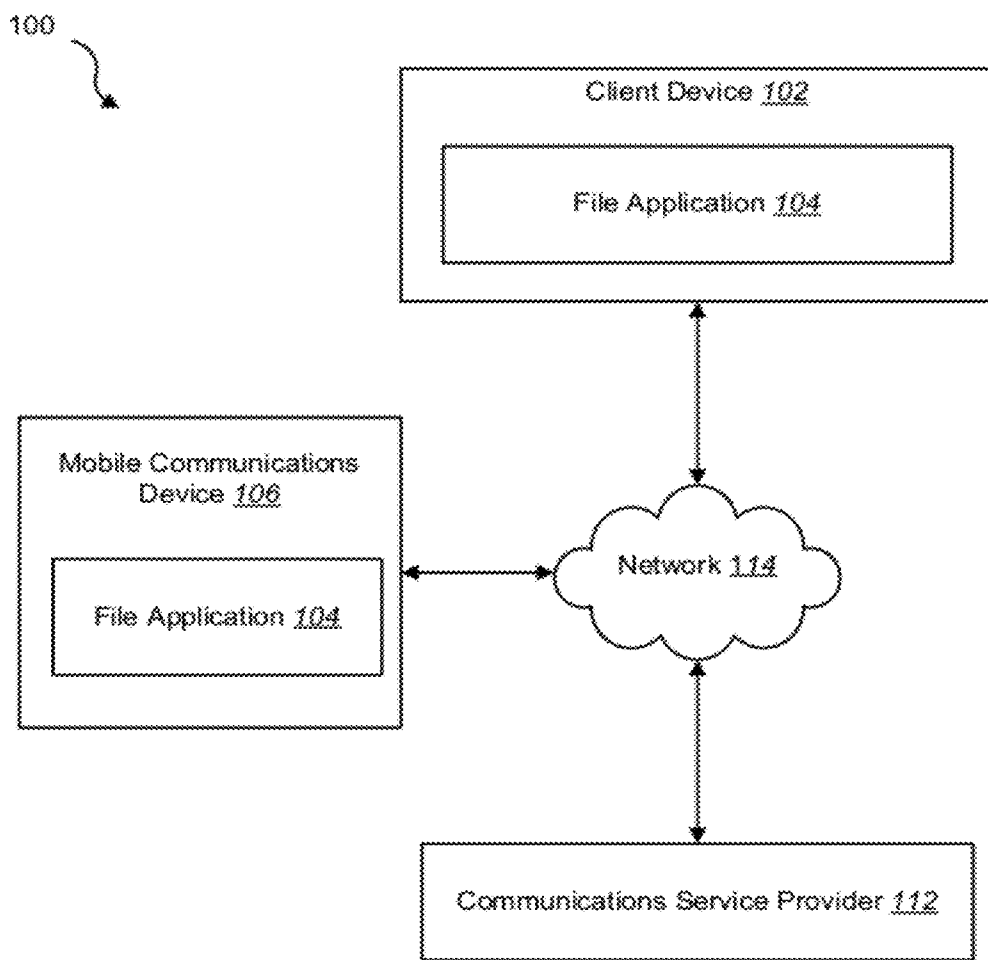 100
Client Device 102
File Application 104
Mobile Communications
Device 106
File Application 104
Network 114
Communications Service Provider 112